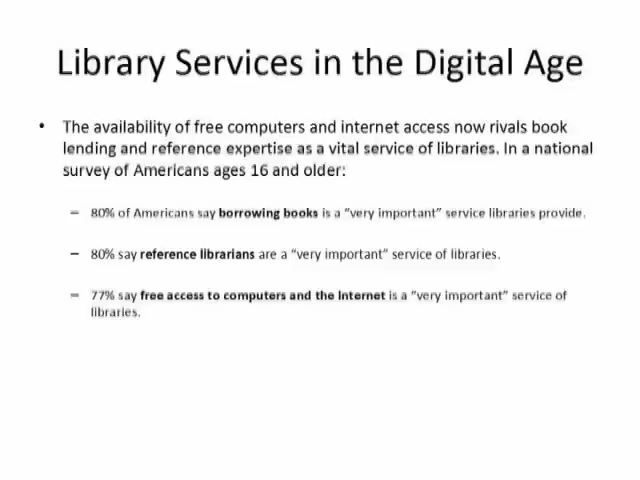 Library Services in the Digital Age
• The availability of free computers and internet access now rivals book
lending and reference expertise as a vital service of libraries. In a national
survey of Americans ages 16 and older:
– 80% of Americans say borrowing books is a “very important” service libraries provide.
– 80% say reference librarians are a “very important” service of libraries.
– 77% say free access to computers and the internet is a “very important” service of
libraries.